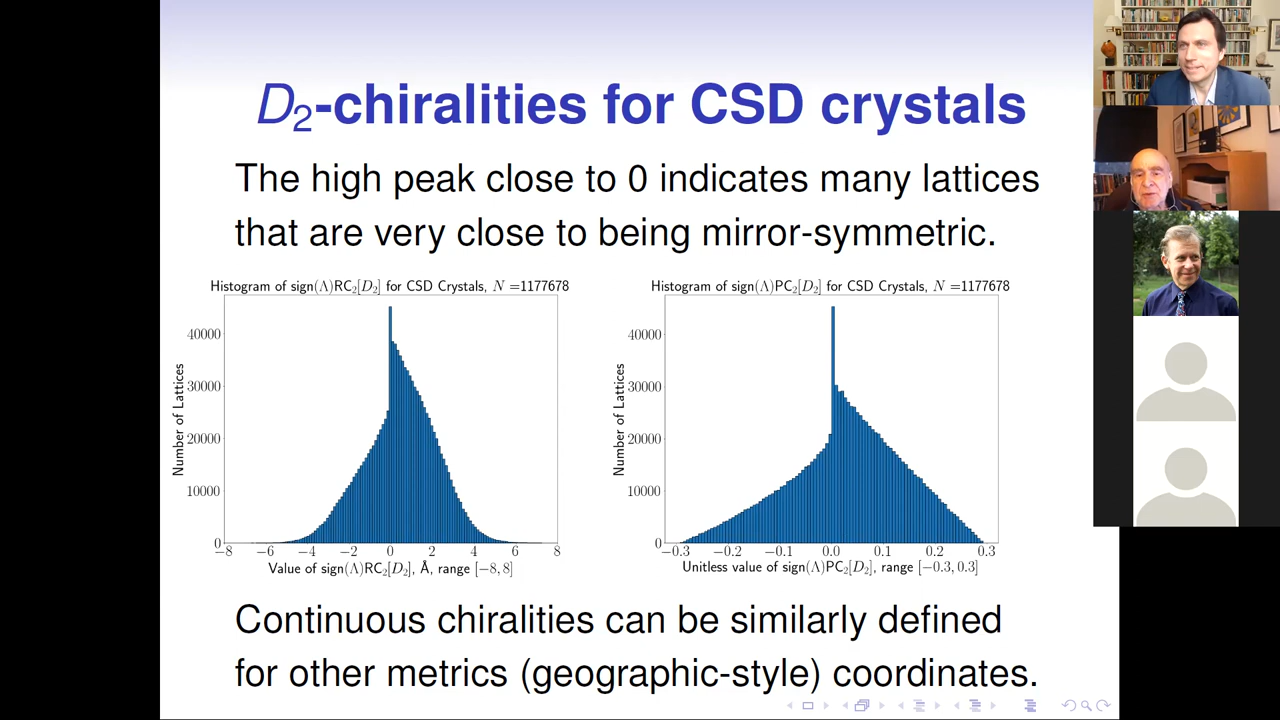 D2-chiralities for CSD crystals
The high peak close to 0 indicates many lattices
that are very close to being mirror-symmetric.
Histogram of sign(Λ)RC2[D2] for CSD Crystals, N =1177678
Number of Lattices
40000
30000
20000
10000
0
−8 −6 −4 −2 0 2 4 6 8
Value of sign(Λ)RC2[D2], Å, range [−8, 8]
Histogram of sign(Λ)PC2[D2] for CSD Crystals, N =1177678
Number of Lattices
40000
30000
20000
10000
0
−0.3 −0.2 −0.1 0.0 0.1 0.2 0.3
Unitless value of sign(Λ)PC2[D2], range [−0.3, 0.3]
Continuous chiralities can be similarly defined
for other metrics (geographic-style) coordinates.